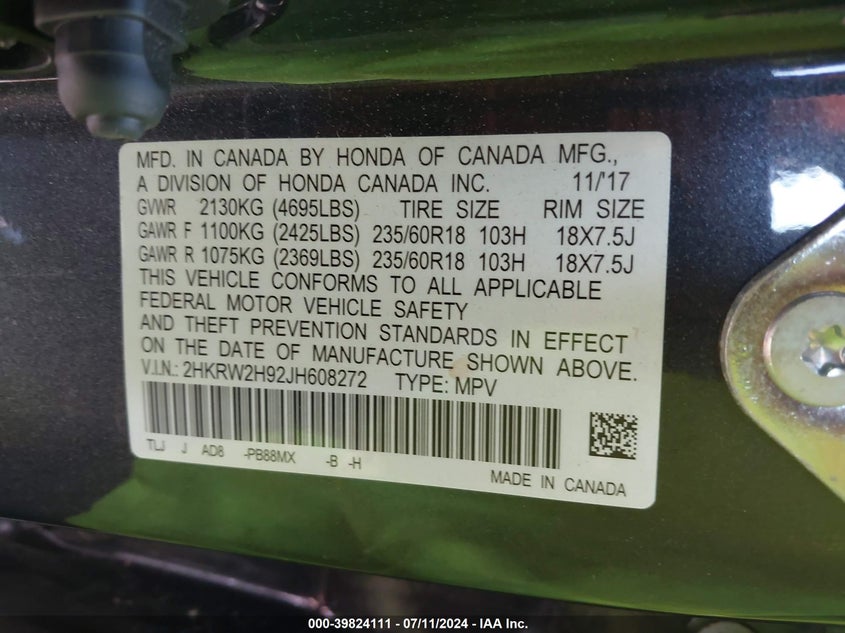 MFD. IN CANADA BY HONDA OF CANADA MFG.,
A DIVISION OF HONDA CANADA INC. 11/'17
GVWR 2130KG (4695LBS) TIRE SIZE RIM SIZE
GAWR F 1100KG (2425LBS) 235/60R18 103H 18X7.5J
GAWR R 1075KG (2369LBS) 235/60R18 103H 18X7.5J
THIS VEHICLE CONFORMS TO ALL APPLICABLE
FEDERAL MOTOR VEHICLE SAFETY
AND THEFT PREVENTION STANDARDS IN EFFECT
ON THE DATE OF MANUFACTURE SHOWN ABOVE.
V.I.N.: 2HKRW2H92JH608272 TYPE: MPV
TLJ J AD8 -PB88MX -B -H
MADE IN CANADA
000-39824111 - 07/11/2024 - IAA Inc.